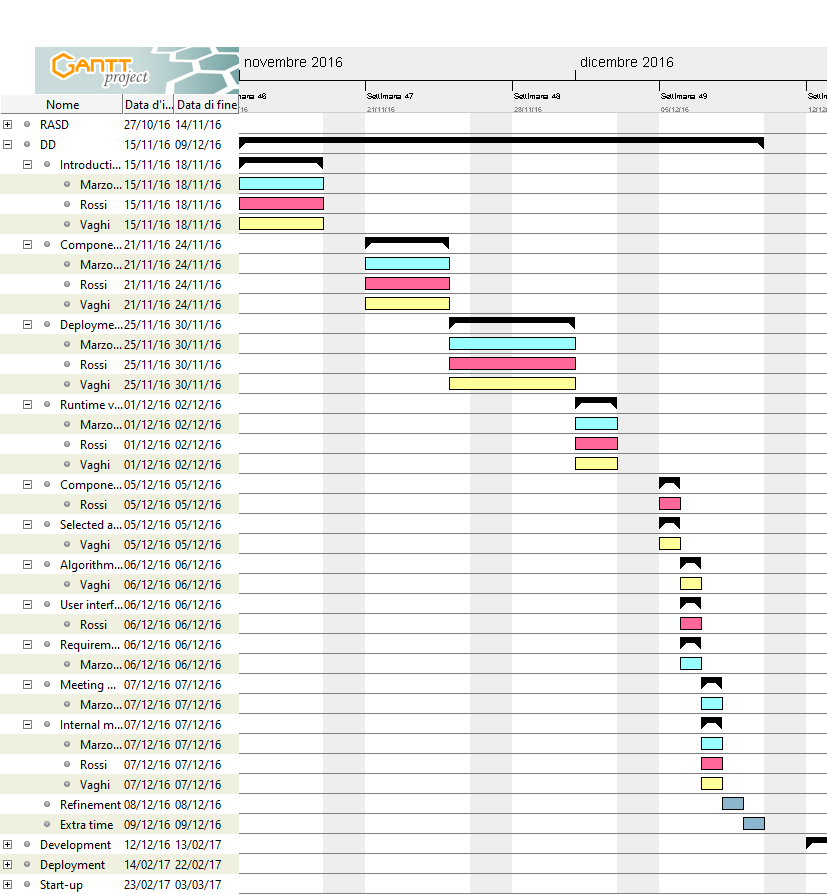 GANTT
project
novembre 2016
dicembre 2016
Settimana 47
Settimana 48
Settimana 49
Nome Data d'i... Data di fine
21/11/16
28/11/16
05/12/16
RASD 27/10/16 14/11/16
DD 15/11/16 09/12/16
Introducti... 15/11/16 18/11/16
Marzo... 15/11/16 18/11/16
Rossi 15/11/16 18/11/16
Vaghi 15/11/16 18/11/16
Compone... 21/11/16 24/11/16
Marzo... 21/11/16 24/11/16
Rossi 21/11/16 24/11/16
Vaghi 21/11/16 24/11/16
Deployme... 25/11/16 30/11/16
Marzo... 25/11/16 30/11/16
Rossi 25/11/16 30/11/16
Vaghi 25/11/16 30/11/16
Runtime v... 01/12/16 02/12/16
Marzo... 01/12/16 02/12/16
Rossi 01/12/16 02/12/16
Vaghi 01/12/16 02/12/16
Compone... 05/12/16 05/12/16
Rossi 05/12/16 05/12/16
Selected a... 05/12/16 05/12/16
Vaghi 05/12/16 05/12/16
Algorithm... 06/12/16 06/12/16
Vaghi 06/12/16 06/12/16
User interf... 06/12/16 06/12/16
Rossi 06/12/16 06/12/16
Requirem... 06/12/16 06/12/16
Marzo... 06/12/16 06/12/16
Meeting ... 07/12/16 07/12/16
Marzo... 07/12/16 07/12/16
Internal m... 07/12/16 07/12/16
Marzo... 07/12/16 07/12/16
Rossi 07/12/16 07/12/16
Vaghi 07/12/16 07/12/16
Refinement 08/12/16 08/12/16
Extra time 09/12/16 09/12/16
Development 12/12/16 13/02/17
Deployment 14/02/17 22/02/17
Start-up 23/02/17 03/03/17